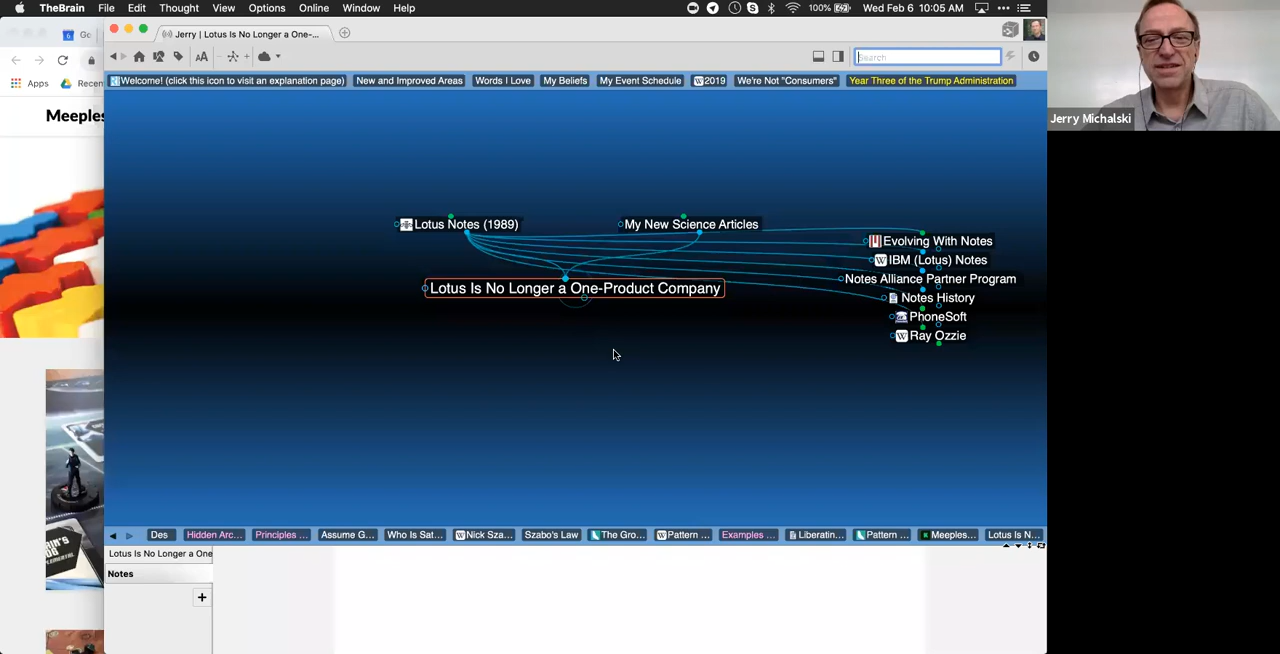 TheBrain File Edit Thought View Options Online Window Help 100% Wed Feb 6 10:05 AM
Jerry | Lotus Is No Longer a One-...
AA Search
Apps Recen
Welcome! (click this icon to visit an explanation page) New and Improved Areas Words I Love My Beliefs My Event Schedule 2019 We're Not "Consumers" Year Three of the Trump Administration
Meeples
Jerry Michalski
Lotus Notes (1989) My New Science Articles
Evolving With Notes
IBM (Lotus) Notes
Notes Alliance Partner Program
Lotus Is No Longer a One-Product Company
Notes History
PhoneSoft
Ray Ozzie
Des Hidden Arc... Principles ... Assume G... Who Is Sat... Nick Sza... Szabo's Law The Gro... Pattern ... Examples ... Liberatin... Pattern ... Meeples... Lotus Is N...
Lotus Is No Longer a One
Notes